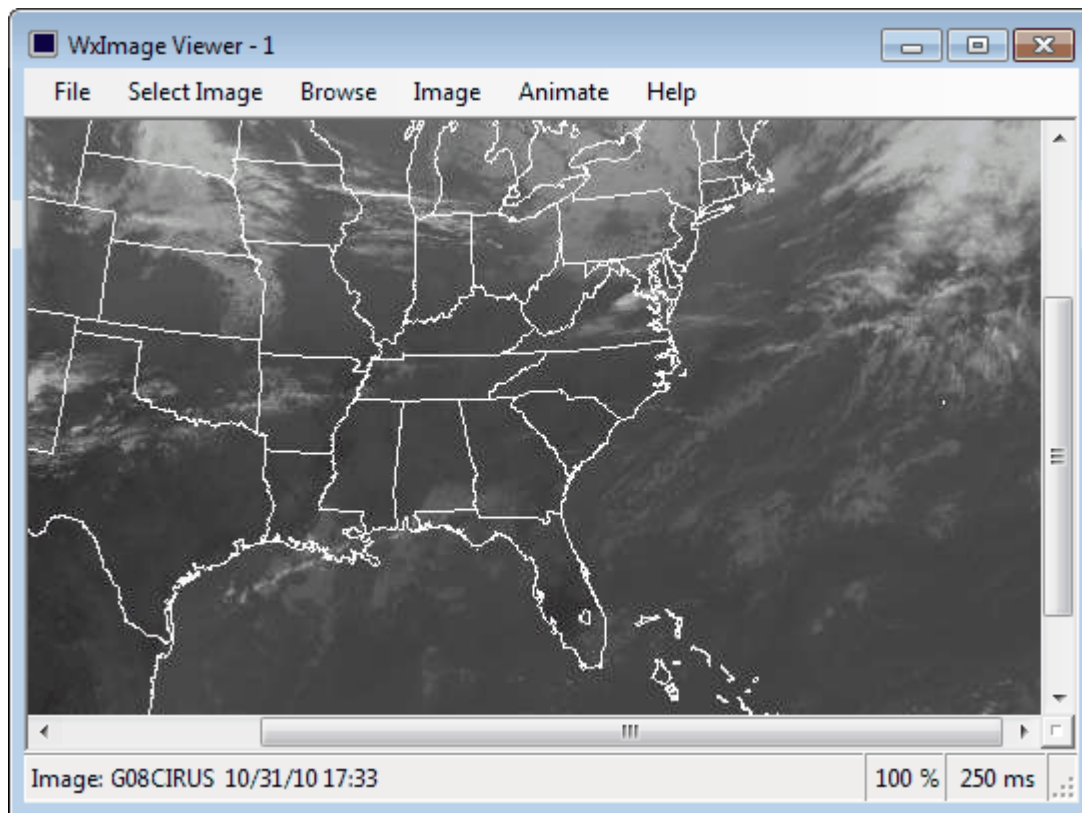 WxImage Viewer - 1
File Select Image Browse Image Animate Help
Image: G08CIRUS 10/31/10 17:33 100 % 250 ms